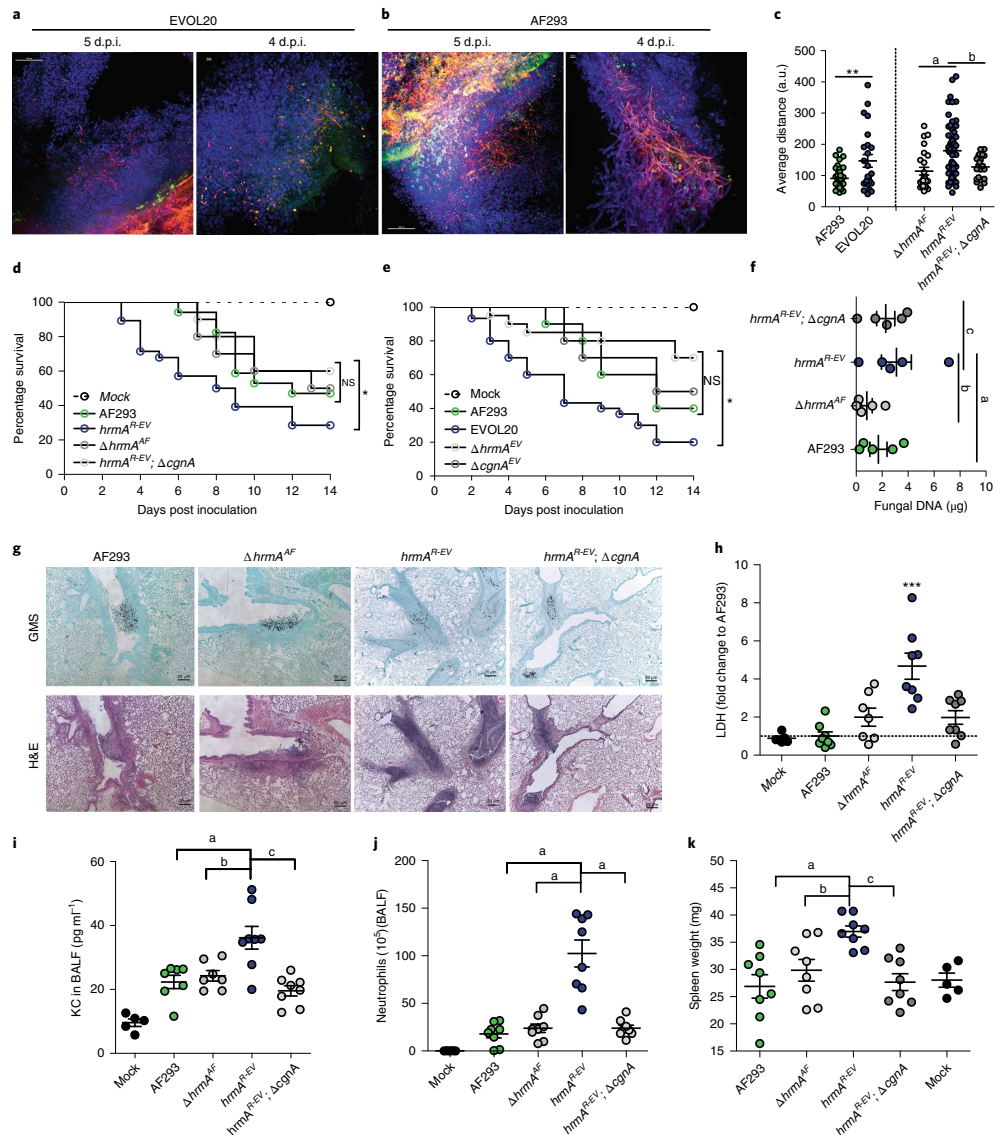 a
EVOL20
5 d.p.i.
4 d.p.i.
b
AF293
5 d.p.i.
4 d.p.i.
c
Average distance (a.u.)
500
400
300
200
100
0
**
a
b
AF293
EVOL20
ΔhrmA^AF
hrmA^R-EV
hrmA^R-EV; ΔcgnA
d
Percentage survival
100
80
60
40
20
0
0 2 4 6 8 10 12 14
Days post inoculation
Mock
AF293
hrmA^R-EV
ΔhrmA^AF
hrmA^R-EV; ΔcgnA
NS
*
e
Percentage survival
100
80
60
40
20
0
0 2 4 6 8 10 12 14
Days post inoculation
Mock
AF293
EVOL20
ΔhrmA^EV
ΔcgnA^EV
NS
*
f
hrmA^R-EV; ΔcgnA
hrmA^R-EV
ΔhrmA^AF
AF293
c
b
a
0 2 4 6 8 10
Fungal DNA (μg)
g
AF293
ΔhrmA^AF
hrmA^R-EV
hrmA^R-EV; ΔcgnA
GMS
H&E
h
LDH (fold change to AF293)
10
8
6
4
2
0
***
Mock
AF293
ΔhrmA^AF
hrmA^R-EV
hrmA^R-EV; ΔcgnA
i
KC in BALF (pg ml⁻¹)
60
40
20
0
a
b
c
Mock
AF293
ΔhrmA^AF
hrmA^R-EV
hrmA^R-EV; ΔcgnA
j
Neutrophils (10⁵)(BALF)
200
150
100
50
0
a
a
a
Mock
AF293
ΔhrmA^AF
hrmA^R-EV
hrmA^R-EV; ΔcgnA
k
Spleen weight (mg)
45
40
35
30
25
20
15
a
b
c
AF293
ΔhrmA^AF
hrmA^R-EV
hrmA^R-EV; ΔcgnA
Mock